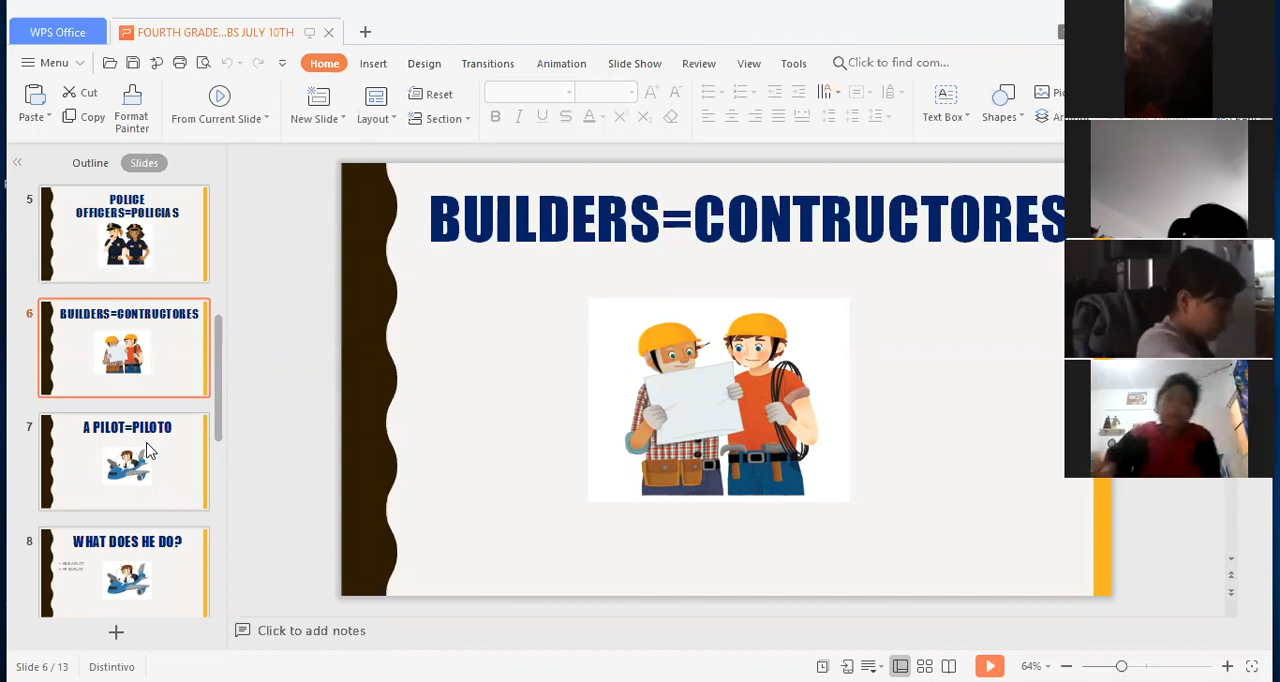 WPS Office
FOURTH GRADE...BS JULY 10TH
Menu
Home
Insert
Design
Transitions
Animation
Slide Show
Review
View
Tools
Click to find com...
Paste
Cut
Copy
Format
Painter
From Current Slide
New Slide
Layout
Reset
Section
Text Box
Shapes
Outline
Slides
5
POLICE
OFFICERS=POLICIAS
6
BUILDERS=CONTRUCTORES
7
A PILOT=PILOTO
8
WHAT DOES HE DO?
BUILDERS=CONTRUCTORES
Click to add notes
Slide 6 / 13
Distintivo
64%